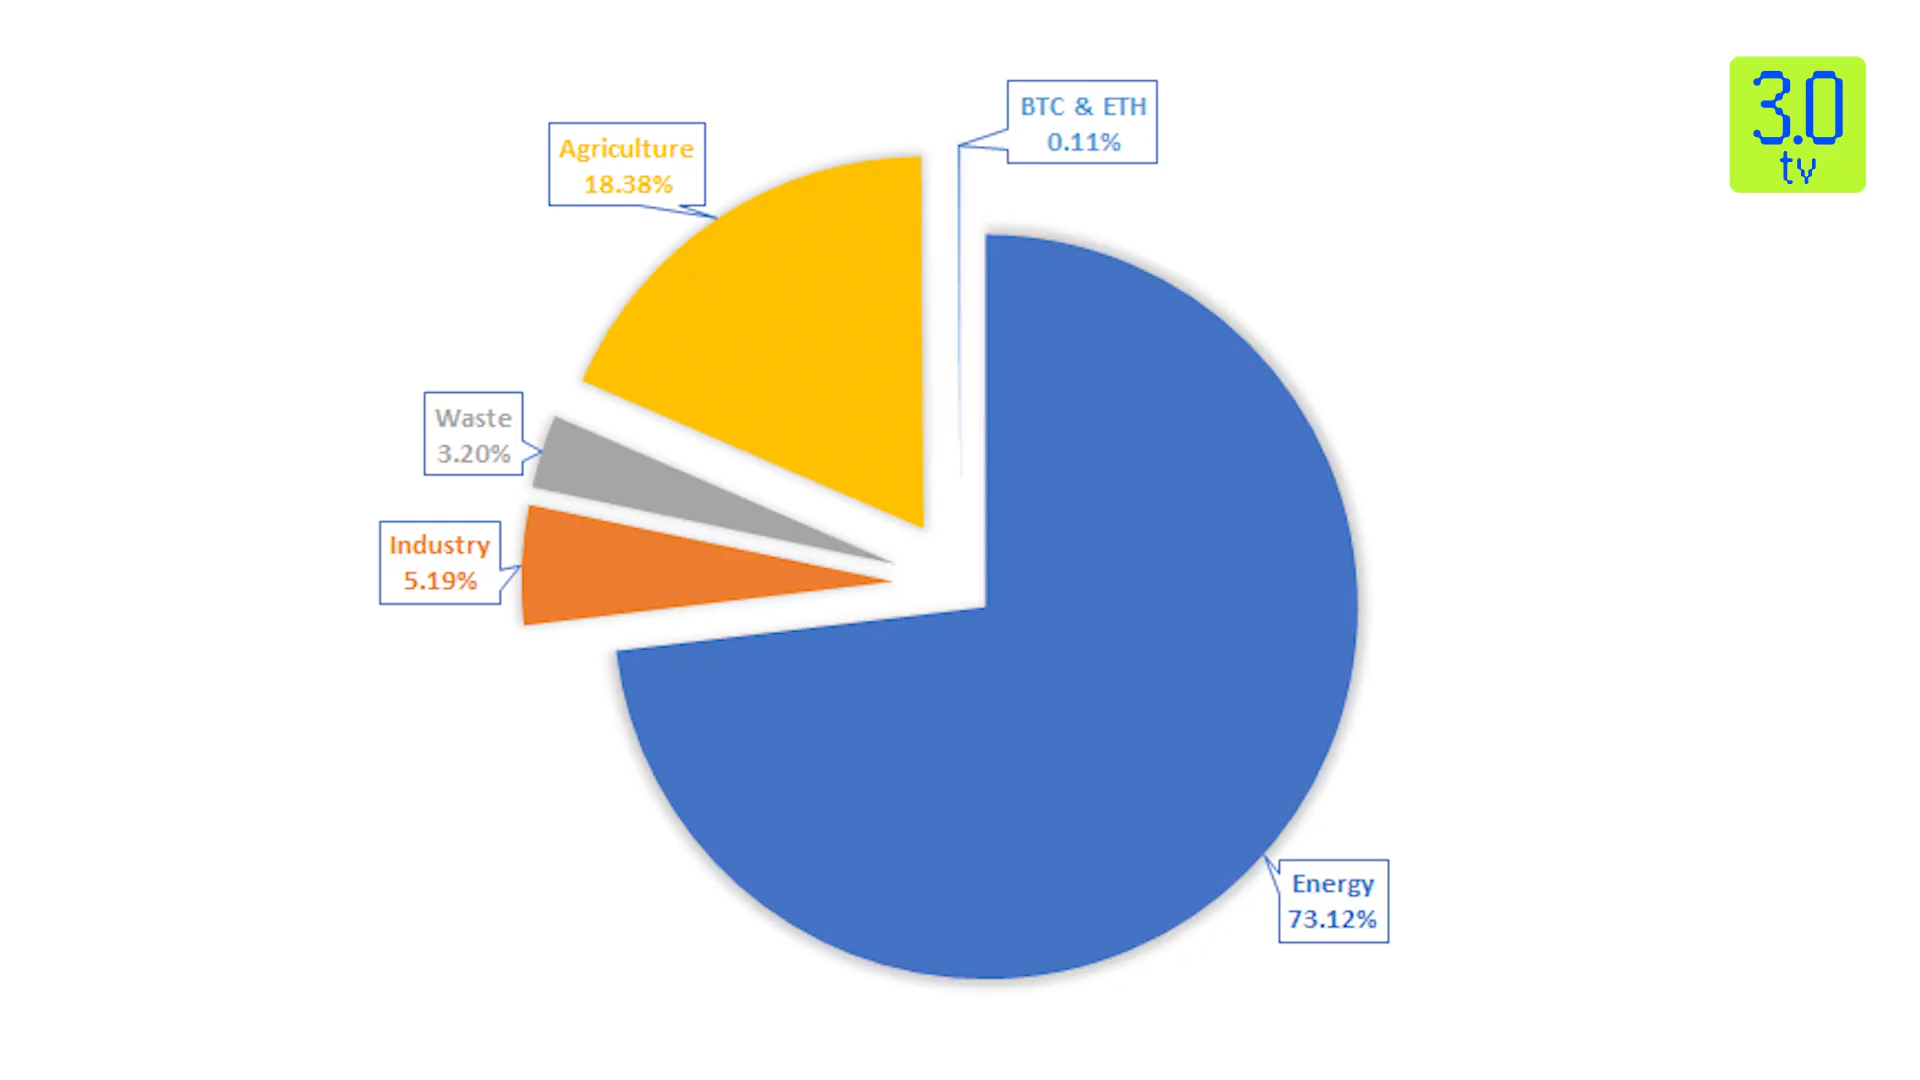 BTC & ETH
0.11%
Agriculture
18.38%
3.0
tv
Waste
3.20%
Industry
5.19%
Energy
73.12%